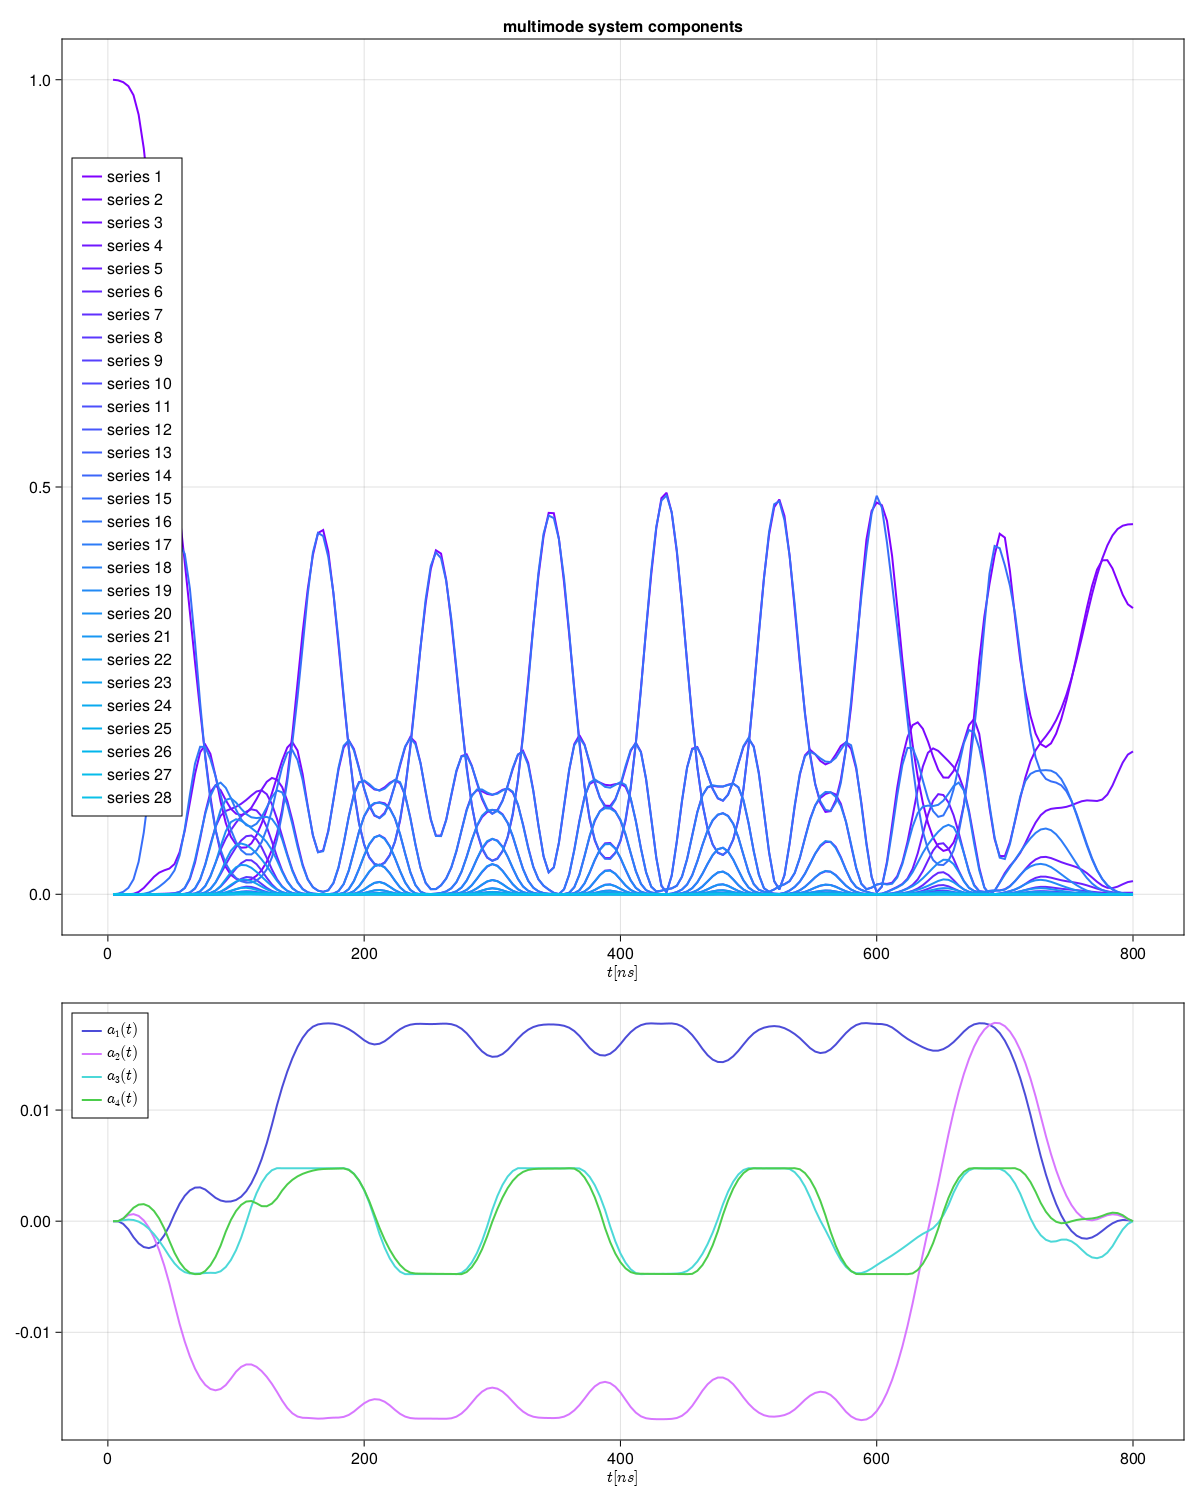 multimode system components
1.0
0.5
0.0
series 1
series 2
series 3
series 4
series 5
series 6
series 7
series 8
series 9
series 10
series 11
series 12
series 13
series 14
series 15
series 16
series 17
series 18
series 19
series 20
series 21
series 22
series 23
series 24
series 25
series 26
series 27
series 28
0 200 400 600 800
t[ns]
a₁(t)
a₂(t)
a₃(t)
a₄(t)
0.01
0.00
-0.01
0 200 400 600 800
t[ns]